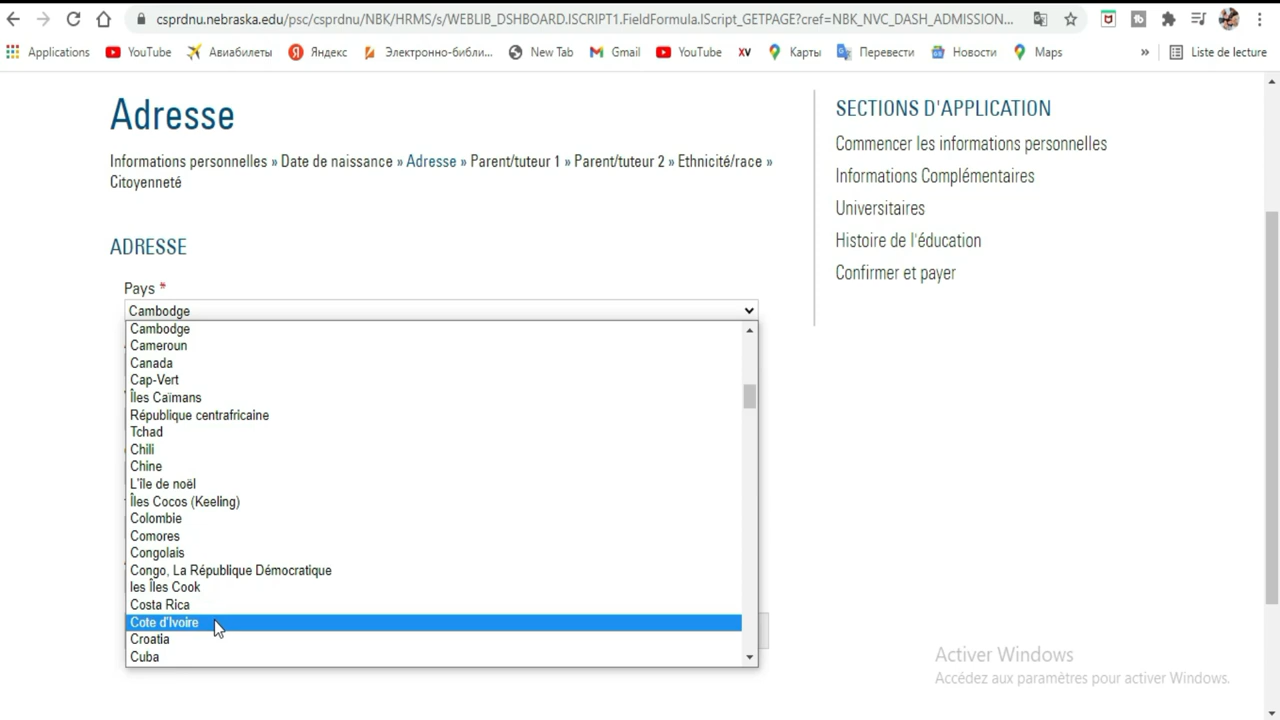 csprdnu.nebraska.edu/psc/csprdnu/NBK/HRMS/s/WEBLIB_DSHBOARD.ISCRIPT1.FieldFormula.IScript_GETPAGE?cref=NBK_NVC_DASH_ADMISSION...
Applications YouTube Авиабилеты Яндекс Электронно-библи... New Tab Gmail YouTube XV Карты Перевести Новости Maps » Liste de lecture
Adresse
Informations personnelles » Date de naissance » Adresse » Parent/tuteur 1 » Parent/tuteur 2 » Ethnicité/race »
Citoyenneté
ADRESSE
Pays *
Cambodge
Cambodge
Cameroun
Canada
Cap-Vert
Îles Caïmans
République centrafricaine
Tchad
Chili
Chine
L'île de noël
Îles Cocos (Keeling)
Colombie
Comores
Congolais
Congo, La République Démocratique
les Îles Cook
Costa Rica
Cote d'Ivoire
Croatia
Cuba
SECTIONS D'APPLICATION
Commencer les informations personnelles
Informations Complémentaires
Universitaires
Histoire de l'éducation
Confirmer et payer
Activer Windows
Accédez aux paramètres pour activer Windows.